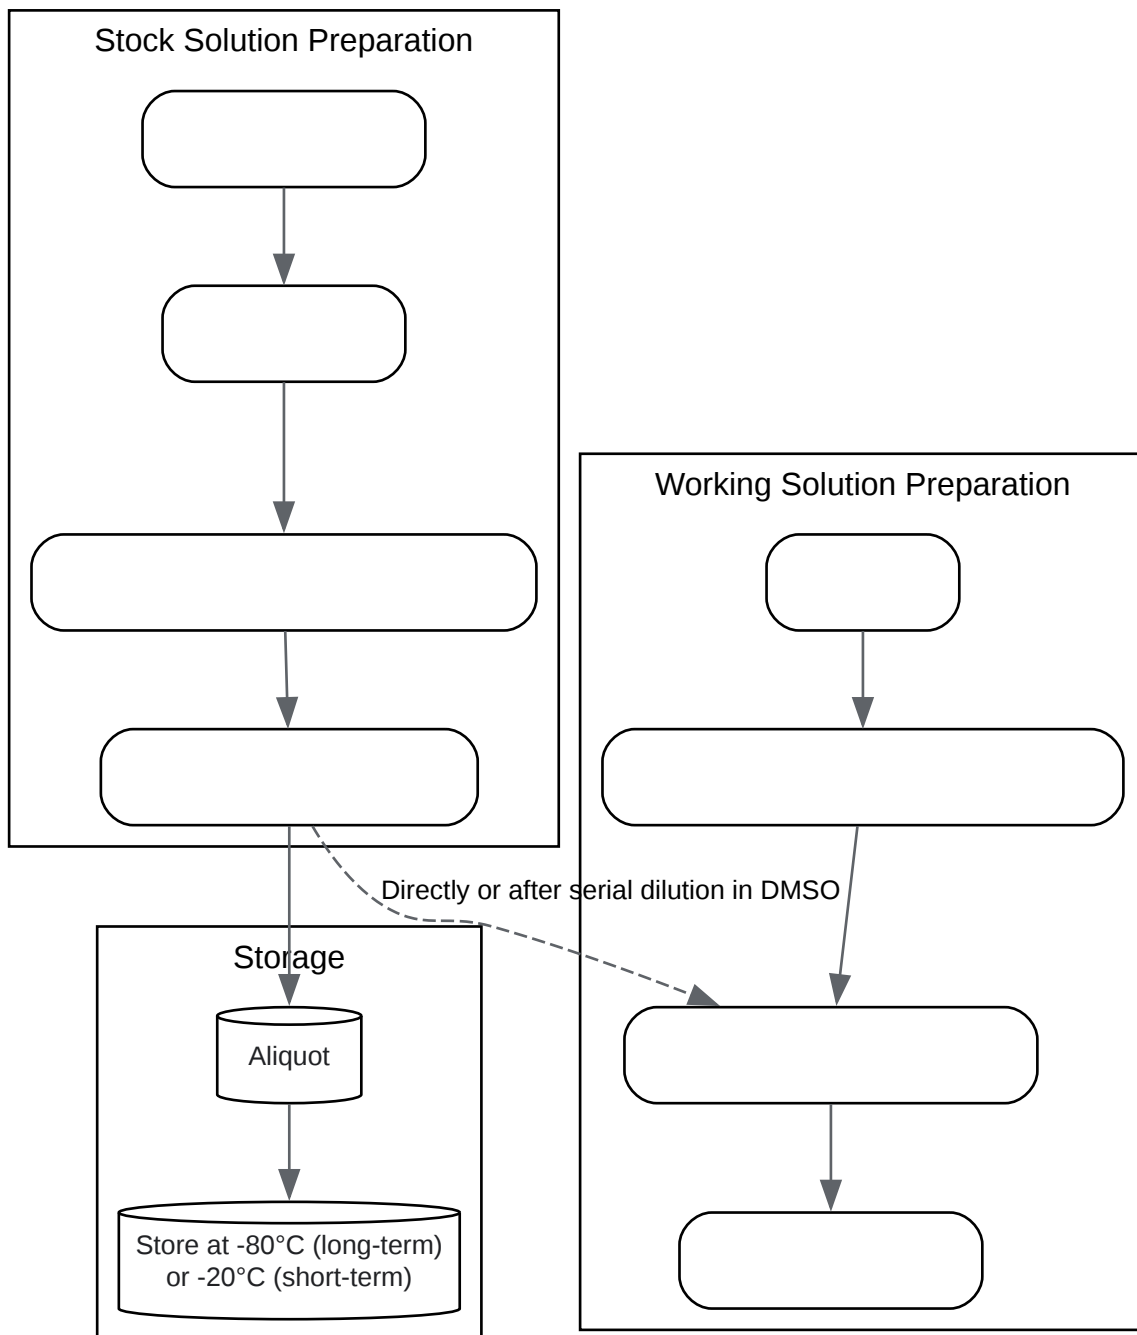 Stock Solution Preparation
Working Solution Preparation
Directly or after serial dilution in DMSO
Storage
Aliquot
Store at -80°C (long-term)
or -20°C (short-term)